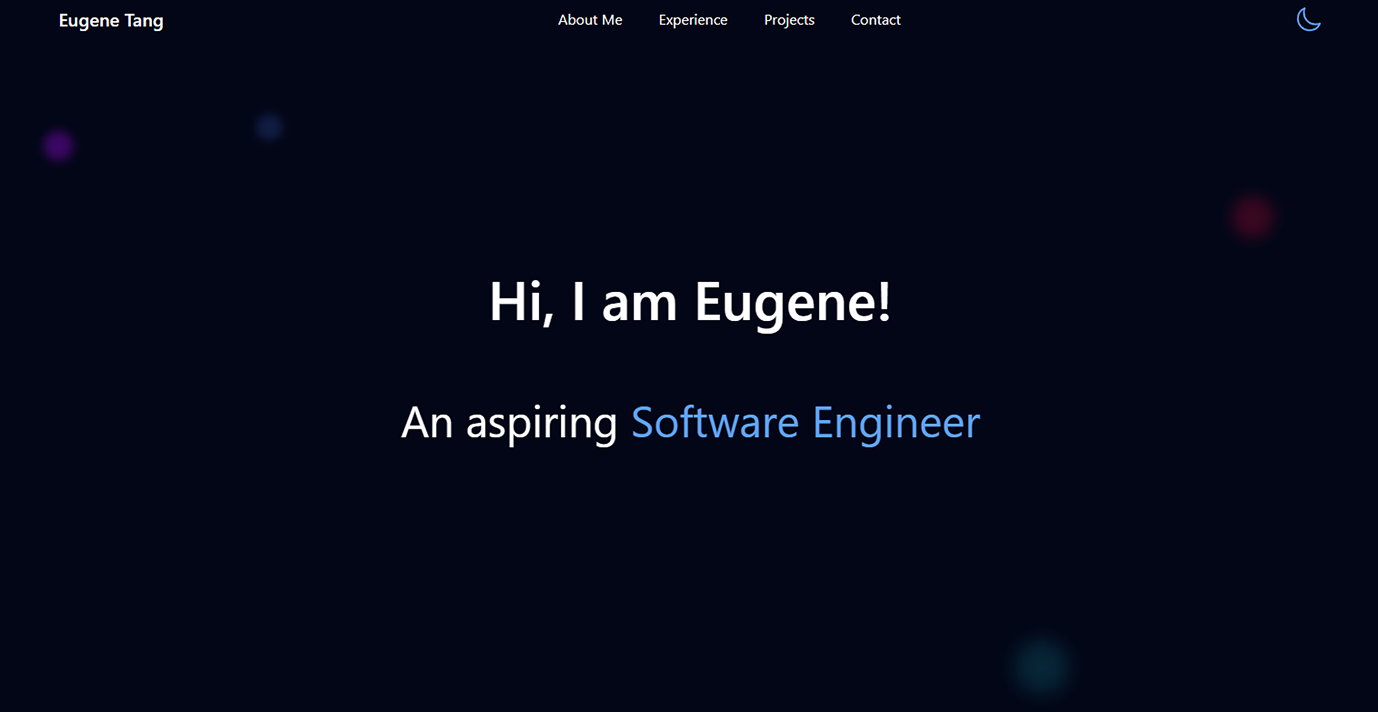 Eugene Tang
About Me Experience Projects Contact
Hi, I am Eugene!
An aspiring Software Engineer